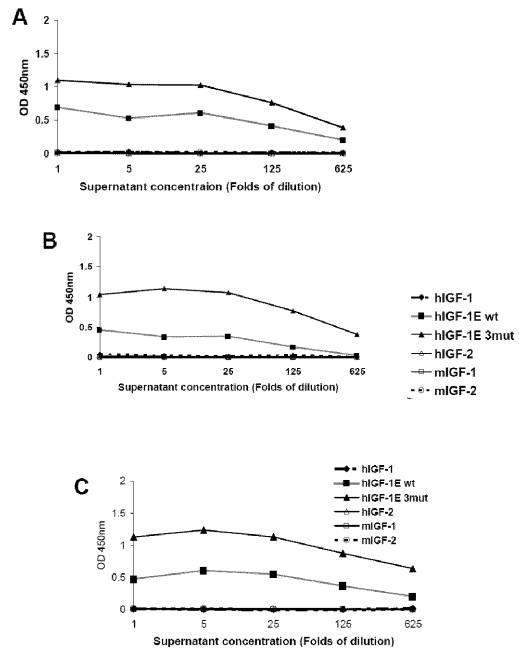 A
2
1.5
1
0.5
0
OD 450nm
1 5 25 125 625
Supernatant concentraion (Folds of dilution)
B
2
1.5
1
0.5
0
OD 450nm
1 5 25 125 625
Supernatant concentration (Folds of dilution)
hIGF-1
hIGF-1E wt
hIGF-1E 3mut
hIGF-2
mIGF-1
mIGF-2
C
hIGF-1
hIGF-1E wt
hIGF-1E 3mut
hIGF-2
mIGF-1
mIGF-2
2
1.5
1
0.5
0
OD 450nm
1 5 25 125 625
Supernatant concentration (Folds of dilution)